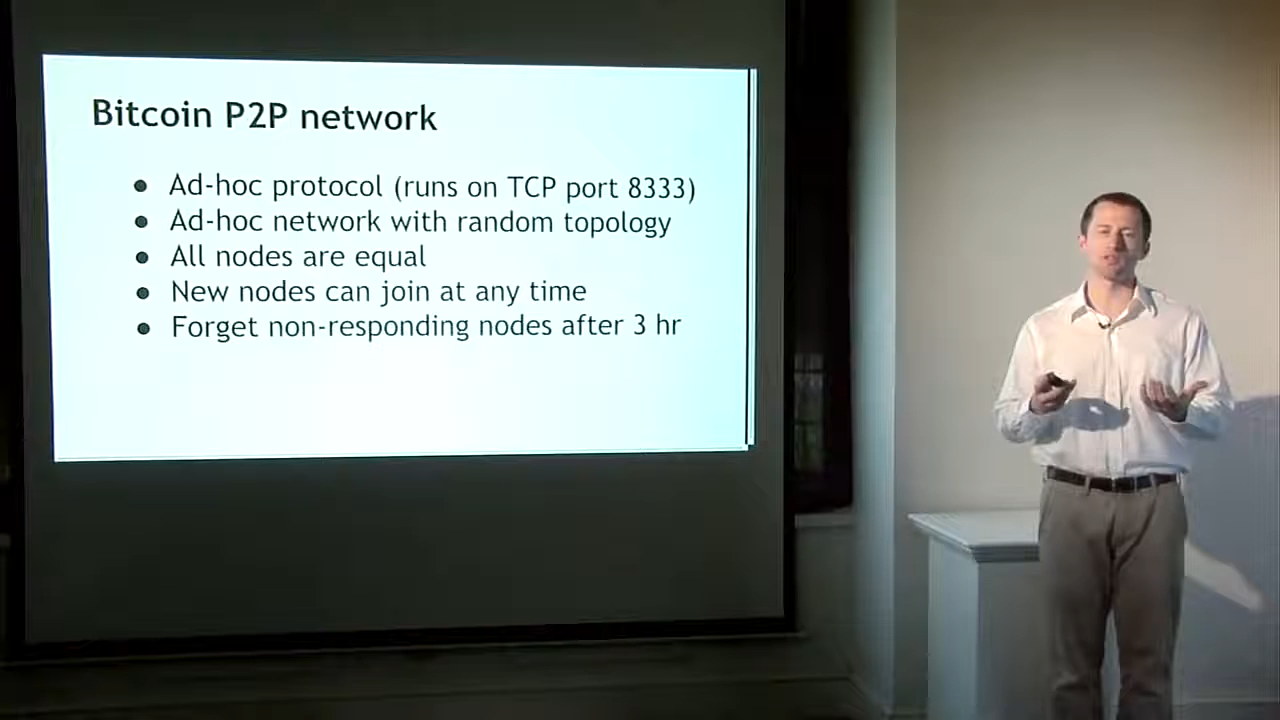 Bitcoin P2P network
● Ad-hoc protocol (runs on TCP port 8333)
● Ad-hoc network with random topology
● All nodes are equal
● New nodes can join at any time
● Forget non-responding nodes after 3 hr